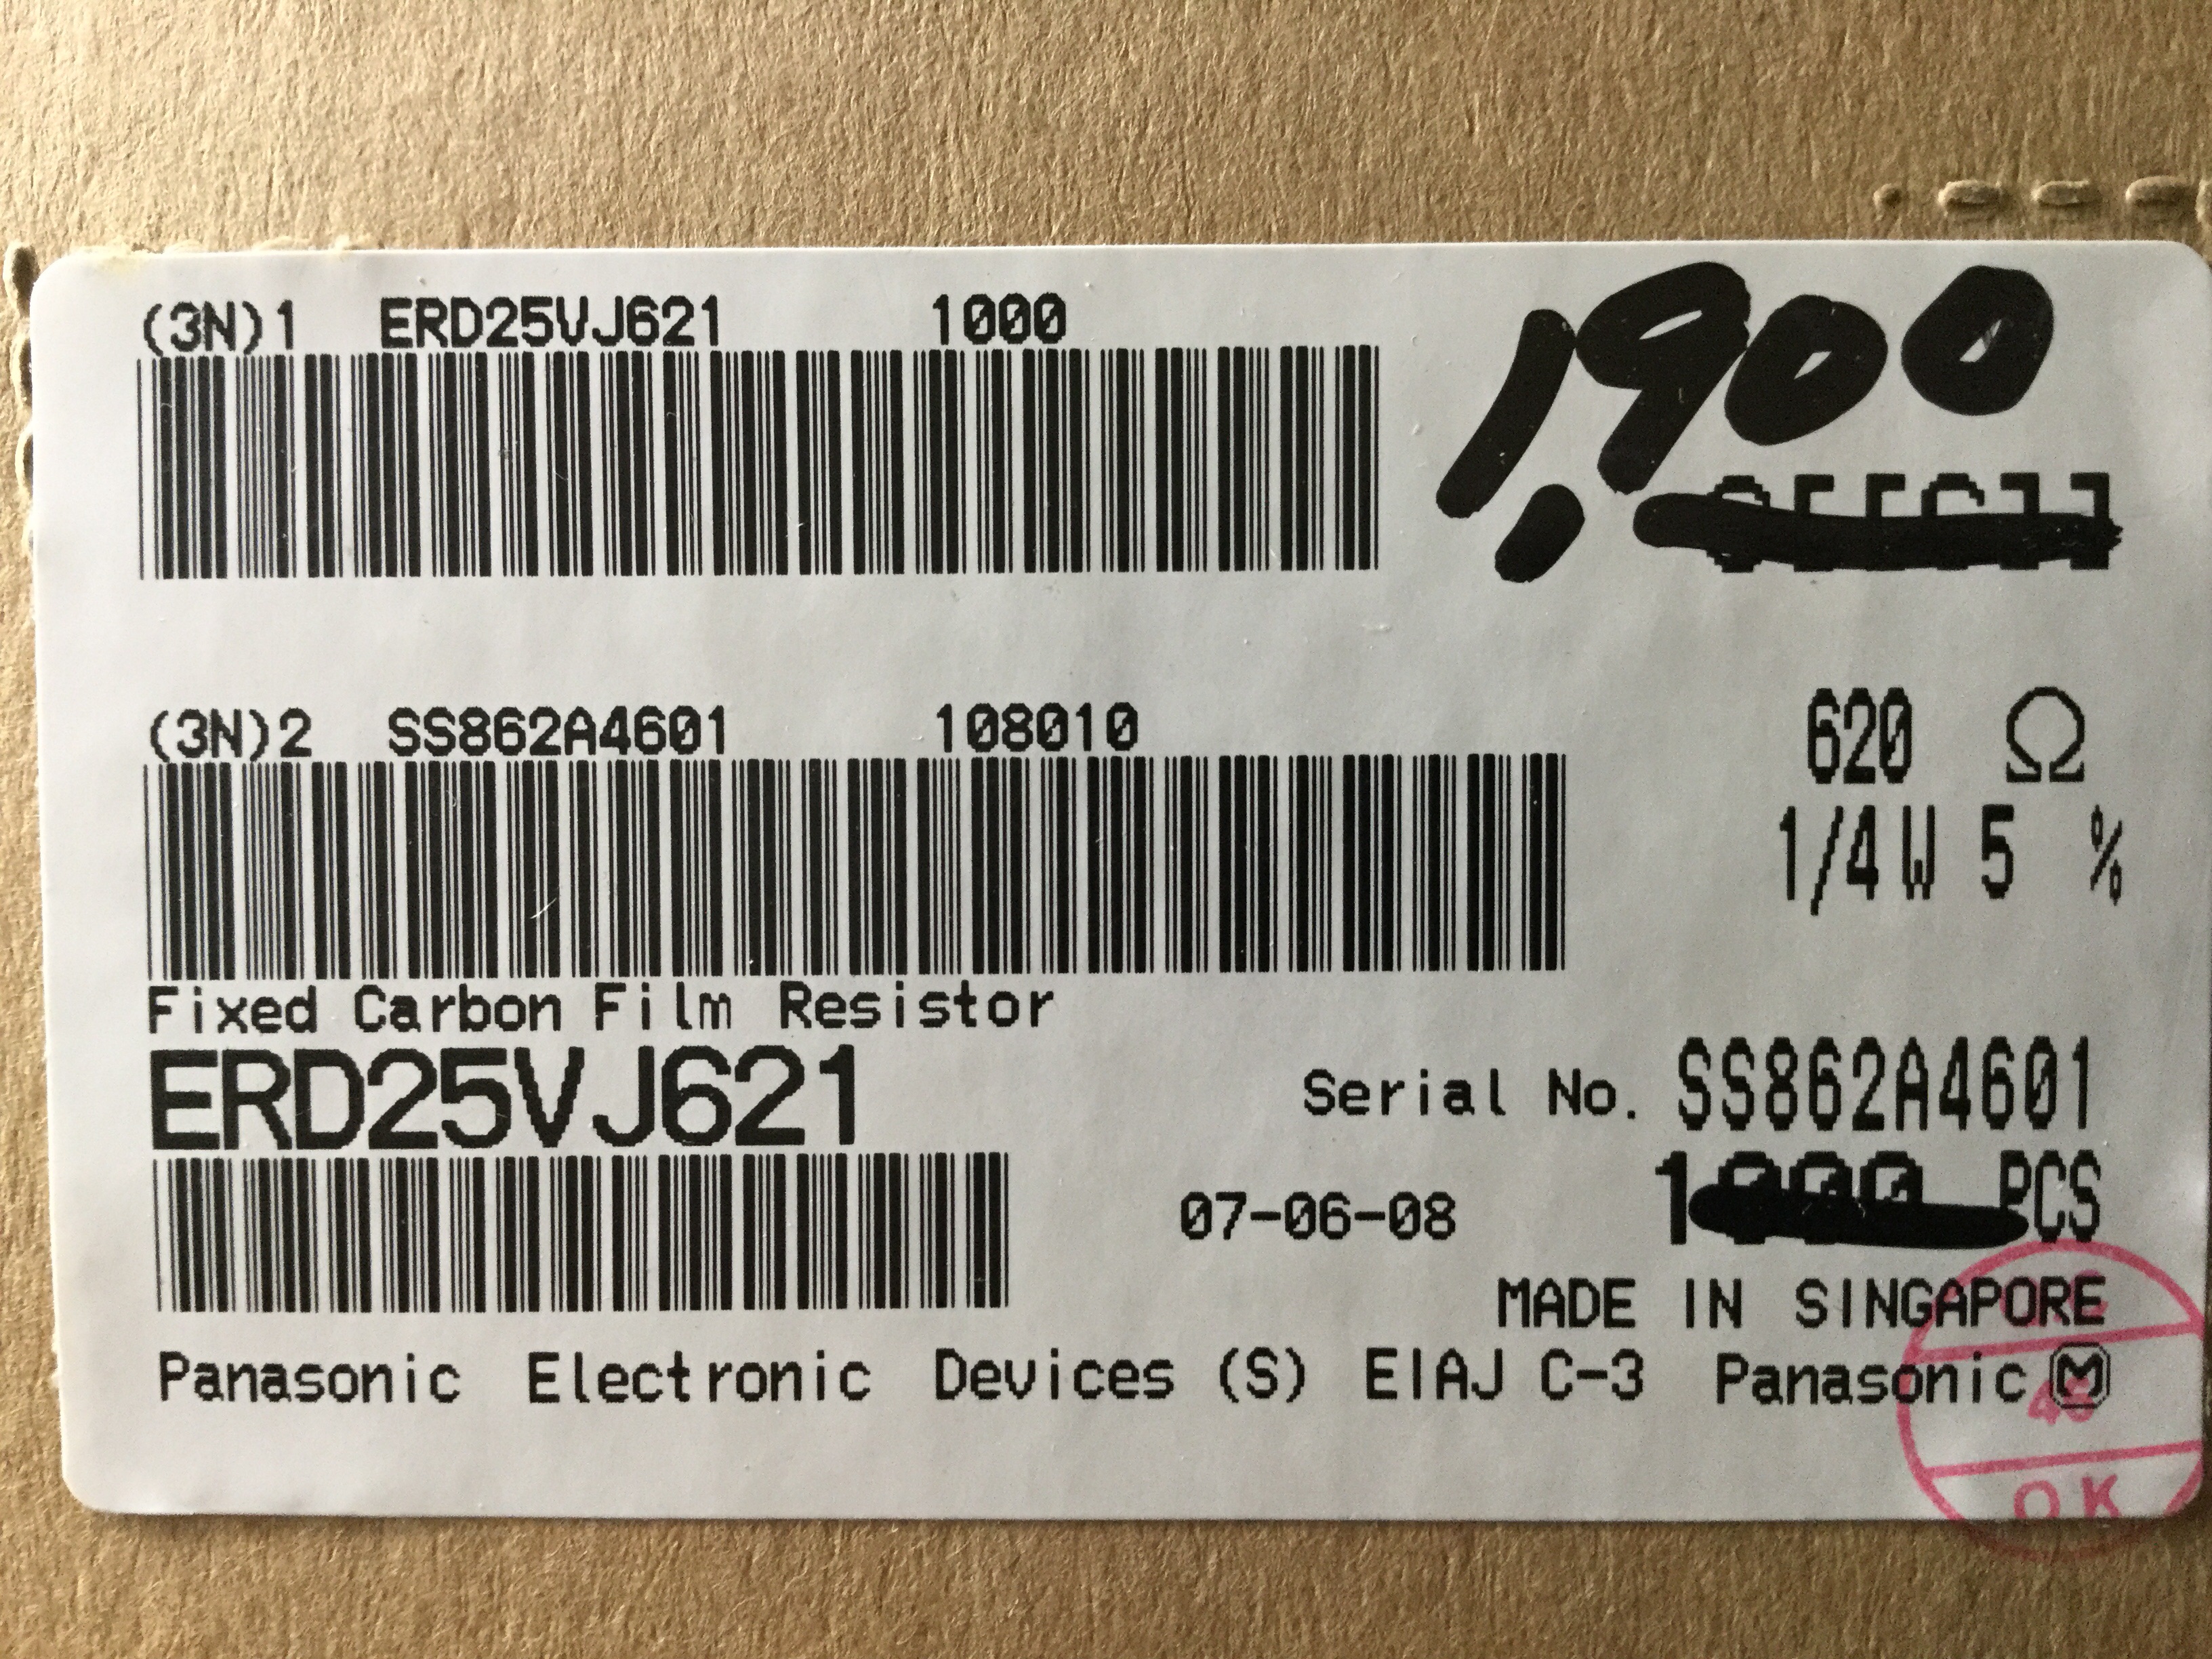 (3N)1 ERD25VJ621 1000
1,900
(3N)2 SS862A4601 108010
620 Ω
1/4 W 5 %
Fixed Carbon Film Resistor
ERD25VJ621
Serial No. SS862A4601
07-06-08 1000 PCS
MADE IN SINGAPORE
Panasonic Electronic Devices (S) EIAJ C-3 Panasonic M
OK